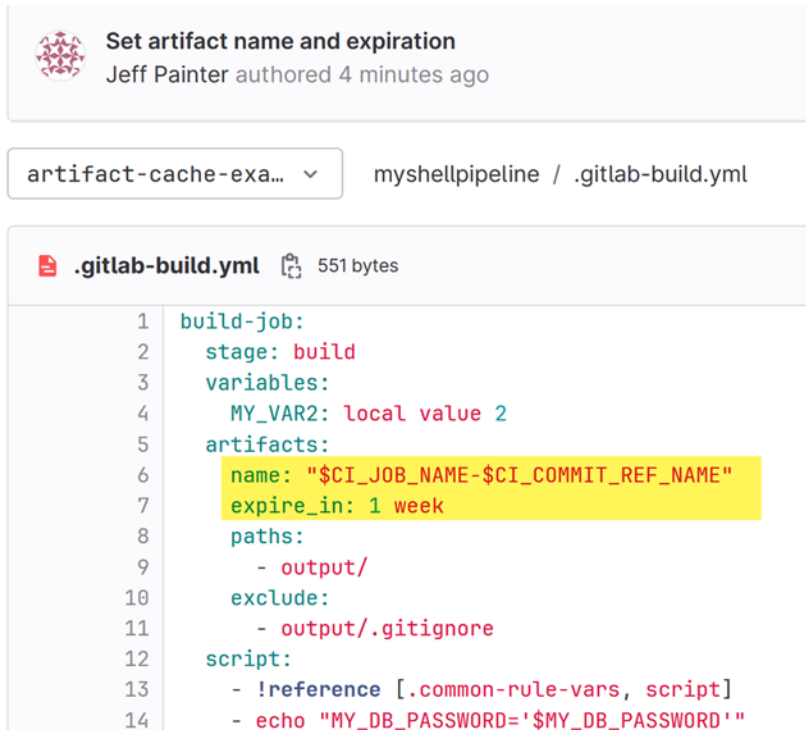 Set artifact name and expiration
Jeff Painter authored 4 minutes ago
artifact-cache-exa… myshellpipeline / .gitlab-build.yml
.gitlab-build.yml 551 bytes
1 build-job:
2   stage: build
3   variables:
4     MY_VAR2: local value 2
5   artifacts:
6     name: "$CI_JOB_NAME-$CI_COMMIT_REF_NAME"
7     expire_in: 1 week
8     paths:
9       - output/
10     exclude:
11       - output/.gitignore
12   script:
13     - !reference [.common-rule-vars, script]
14     - echo "MY_DB_PASSWORD='$MY_DB_PASSWORD'"